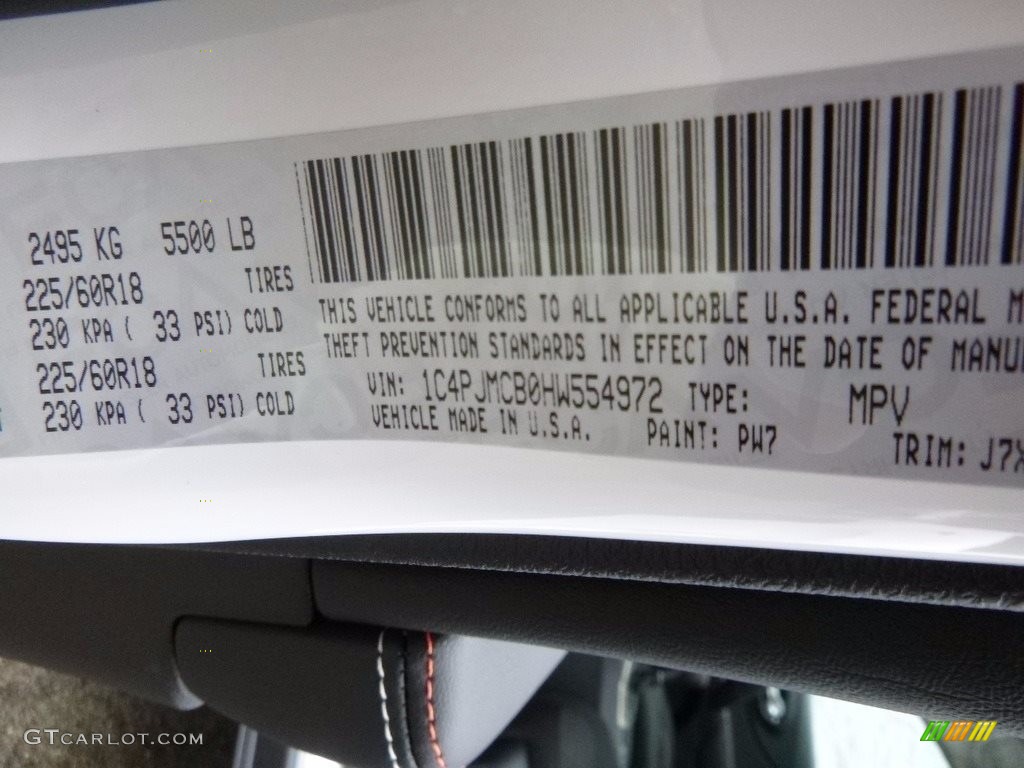 2495 KG 5500 LB
225/60R18 TIRES
230 KPA ( 33 PSI) COLD
225/60R18 TIRES
230 KPA ( 33 PSI) COLD
THIS VEHICLE CONFORMS TO ALL APPLICABLE U.S.A. FEDERAL M
THEFT PREVENTION STANDARDS IN EFFECT ON THE DATE OF MANU
VIN: 1C4PJMCB0HW554972 TYPE: MPV
VEHICLE MADE IN U.S.A. PAINT: PW7 TRIM: J7X
GTCARLOT.COM